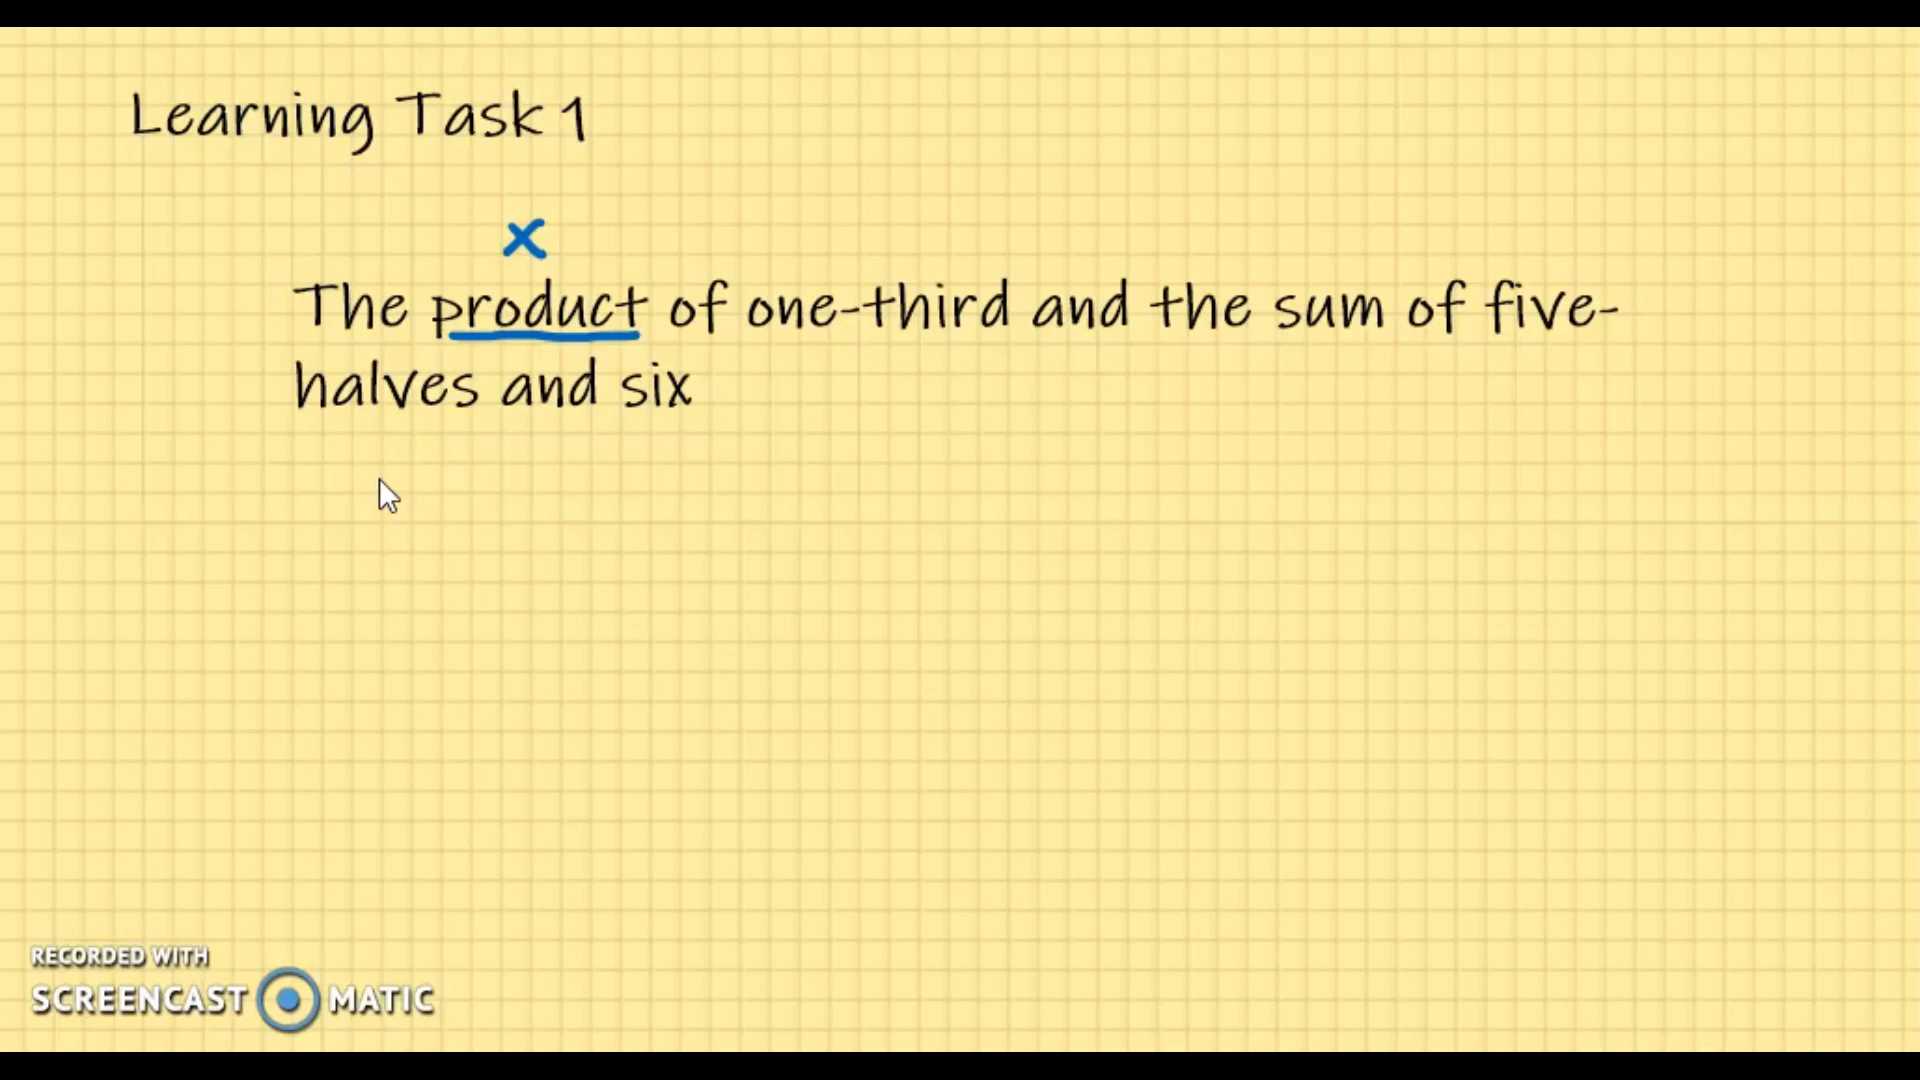 Learning Task 1
×
The product of one-third and the sum of five-
halves and six
RECORDED WITH
SCREENCAST MATIC